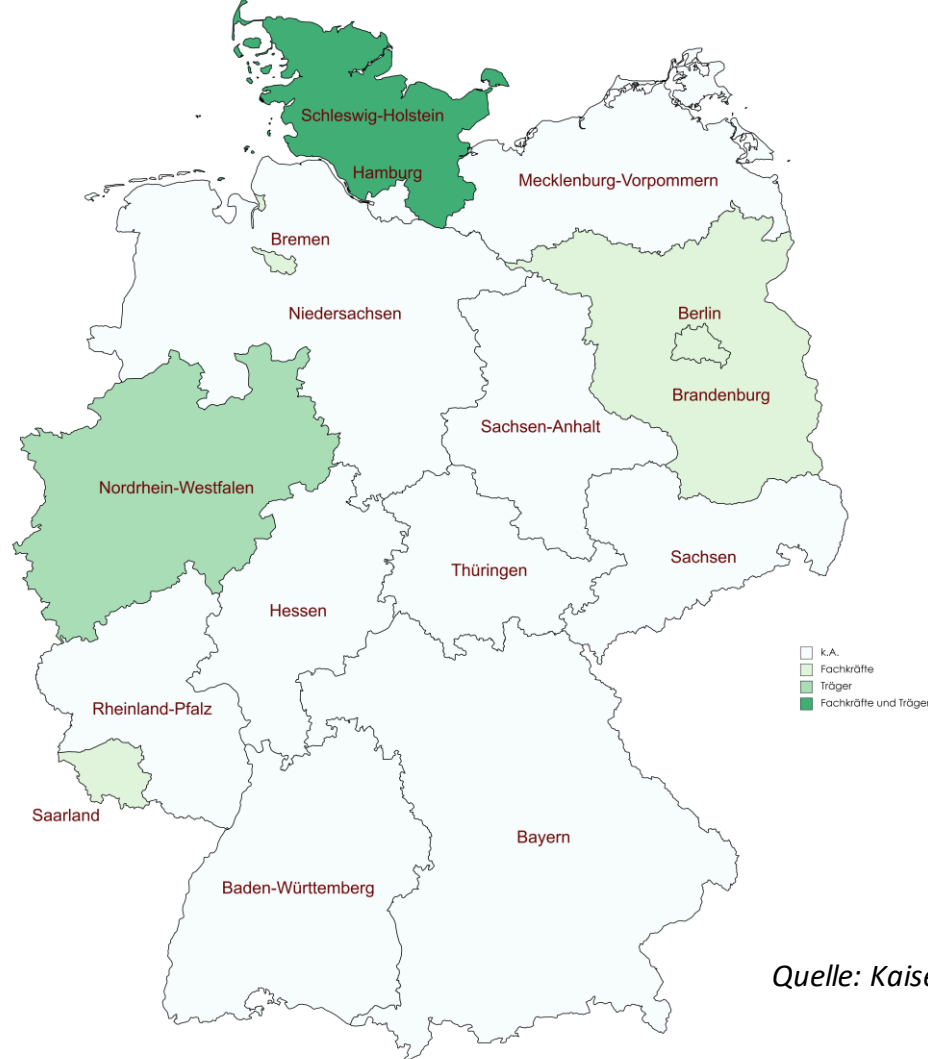 Schleswig-Holstein
Hamburg
Mecklenburg-Vorpommern
Bremen
Niedersachsen
Berlin
Brandenburg
Sachsen-Anhalt
Nordrhein-Westfalen
Sachsen
Thüringen
Hessen
k.A.
Fachkräfte
Träger
Fachkräfte und Träger
Rheinland-Pfalz
Saarland
Bayern
Baden-Württemberg
Quelle: Kaise